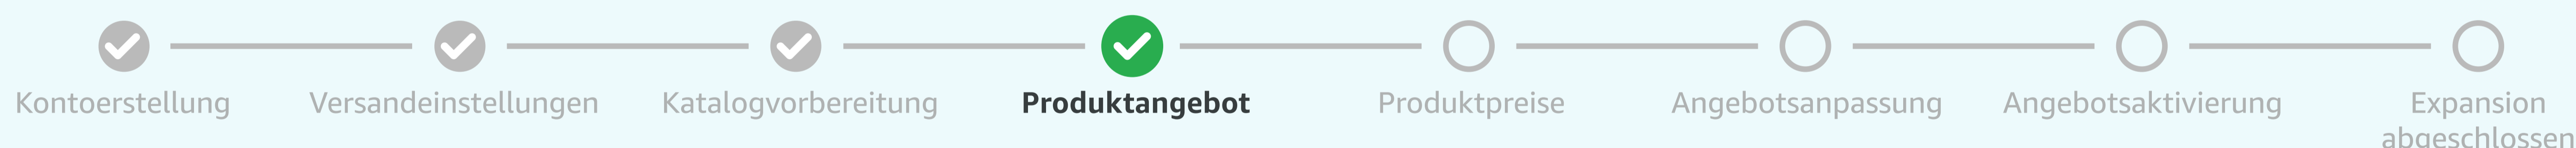 Kontoerstellung
Versandeinstellungen
Katalogvorbereitung
Produktangebot
Produktpreise
Angebotsanpassung
Angebotsaktivierung
Expansion
abgeschlossen